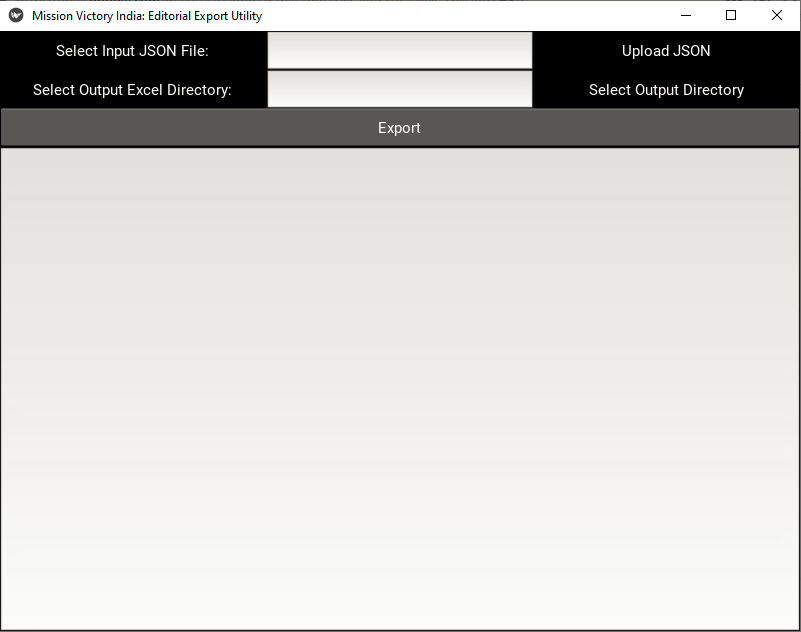 Mission Victory India: Editorial Export Utility
Select Input JSON File: Upload JSON
Select Output Excel Directory: Select Output Directory
Export